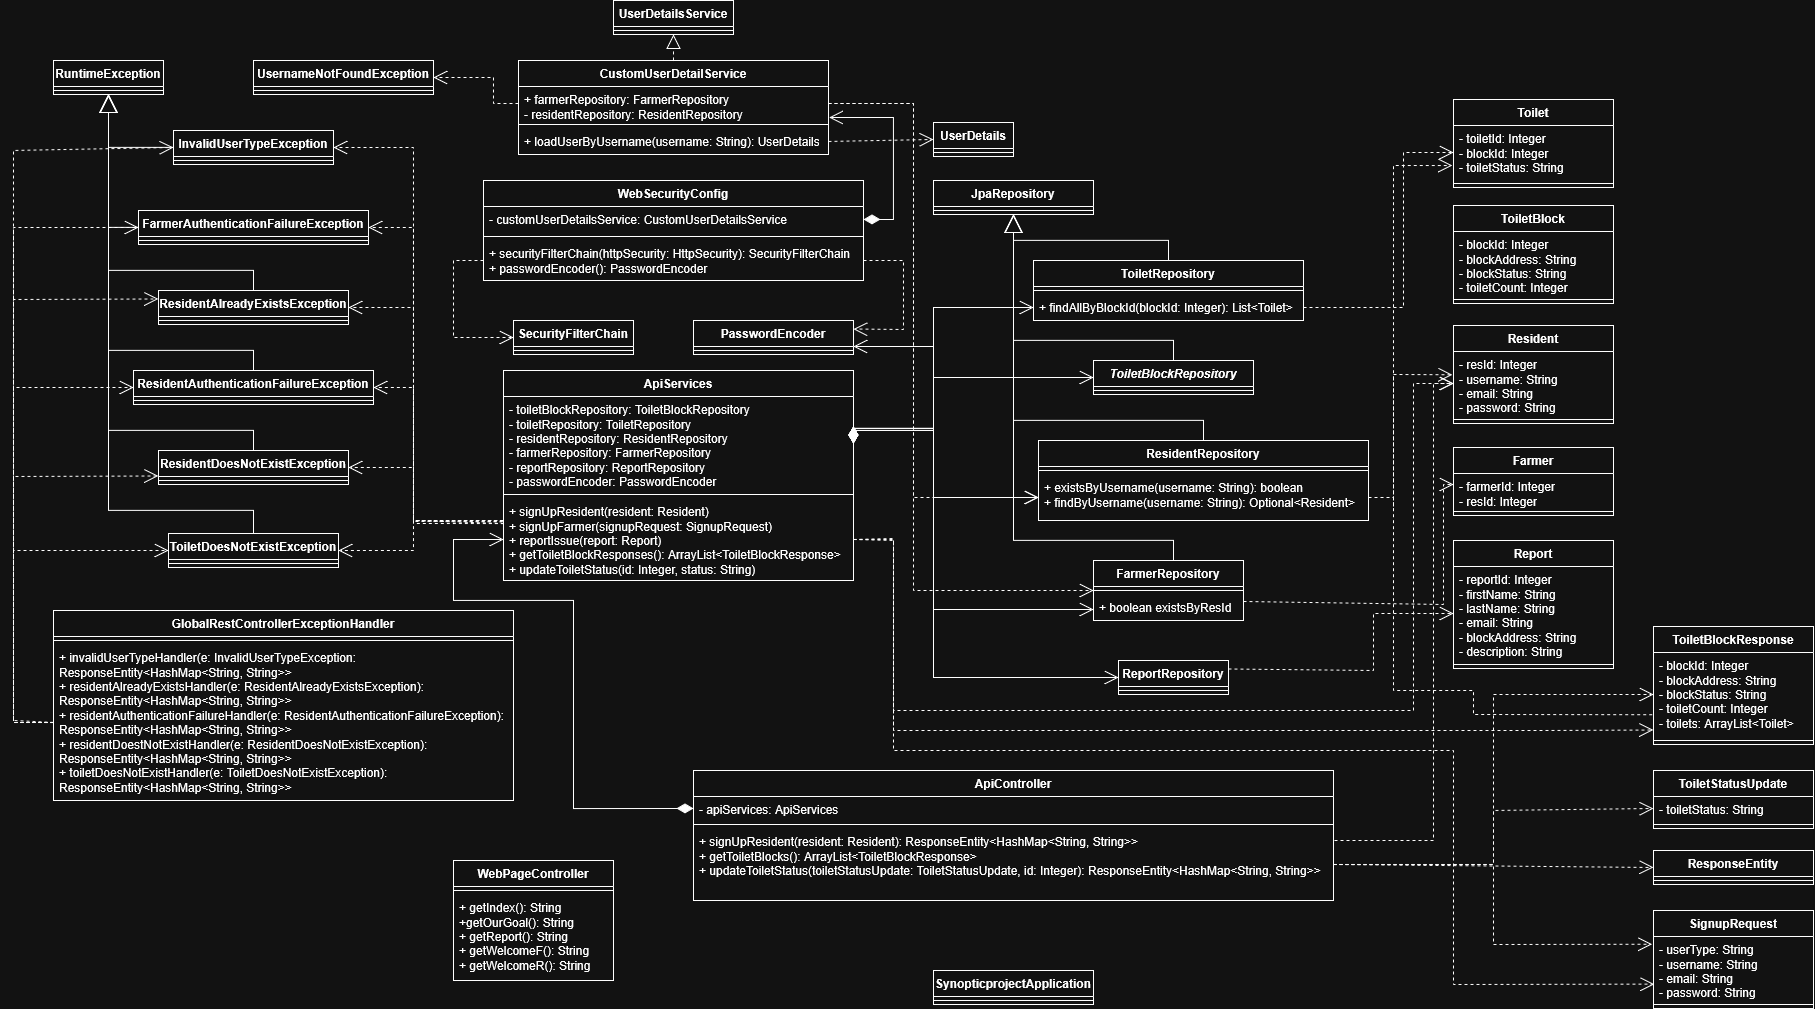 UserDetailsService
RuntimeException
UsernameNotFoundException
CustomUserDetailService
+ farmerRepository: FarmerRepository
- residentRepository: ResidentRepository
+ loadUserByUsername(username: String): UserDetails
UserDetails
InvalidUserTypeException
FarmerAuthenticationFailureException
ResidentAlreadyExistsException
ResidentAuthenticationFailureException
ResidentDoesNotExistException
ToiletDoesNotExistException
WebSecurityConfig
- customUserDetailsService: CustomUserDetailsService
+ securityFilterChain(httpSecurity: HttpSecurity): SecurityFilterChain
+ passwordEncoder(): PasswordEncoder
SecurityFilterChain
PasswordEncoder
ApiServices
- toiletBlockRepository: ToiletBlockRepository
- toiletRepository: ToiletRepository
- residentRepository: ResidentRepository
- farmerRepository: FarmerRepository
- reportRepository: ReportRepository
- passwordEncoder: PasswordEncoder
+ signUpResident(resident: Resident)
+ signUpFarmer(signupRequest: SignupRequest)
+ reportIssue(report: Report)
+ getToiletBlockResponses(): ArrayList<ToiletBlockResponse>
+ updateToiletStatus(id: Integer, status: String)
JpaRepository
ToiletRepository
+ findAllByBlockId(blockId: Integer): List<Toilet>
ToiletBlockRepository
ResidentRepository
+ existsByUsername(username: String): boolean
+ findByUsername(username: String): Optional<Resident>
FarmerRepository
+ boolean existsByResId
ReportRepository
Toilet
- toiletId: Integer
- blockId: Integer
- toiletStatus: String
ToiletBlock
- blockId: Integer
- blockAddress: String
- blockStatus: String
- toiletCount: Integer
Resident
- resId: Integer
- username: String
- email: String
- password: String
Farmer
- farmerId: Integer
- resId: Integer
Report
- reportId: Integer
- firstName: String
- lastName: String
- email: String
- blockAddress: String
- description: String
ToiletBlockResponse
- blockId: Integer
- blockAddress: String
- blockStatus: String
- toiletCount: Integer
- toilets: ArrayList<Toilet>
GlobalRestControllerExceptionHandler
+ invalidUserTypeHandler(e: InvalidUserTypeException:
ResponseEntity<HashMap<String, String>>
+ residentAlreadyExistsHandler(e: ResidentAlreadyExistsException):
ResponseEntity<HashMap<String, String>>
+ residentAuthenticationFailureHandler(e: ResidentAuthenticationFailureException):
ResponseEntity<HashMap<String, String>>
+ residentDoestNotExistHandler(e: ResidentDoesNotExistException):
ResponseEntity<HashMap<String, String>>
+ toiletDoesNotExistHandler(e: ToiletDoesNotExistException):
ResponseEntity<HashMap<String, String>>
ApiController
- apiServices: ApiServices
+ signUpResident(resident: Resident): ResponseEntity<HashMap<String, String>>
+ getToiletBlocks(): ArrayList<ToiletBlockResponse>
+ updateToiletStatus(toiletStatusUpdate: ToiletStatusUpdate, id: Integer): ResponseEntity<HashMap<String, String>>
ToiletStatusUpdate
- toiletStatus: String
ResponseEntity
SignupRequest
- userType: String
- username: String
- email: String
- password: String
WebPageController
+ getIndex(): String
+getOurGoal(): String
+ getReport(): String
+ getWelcomeF(): String
+ getWelcomeR(): String
SynopticprojectApplication